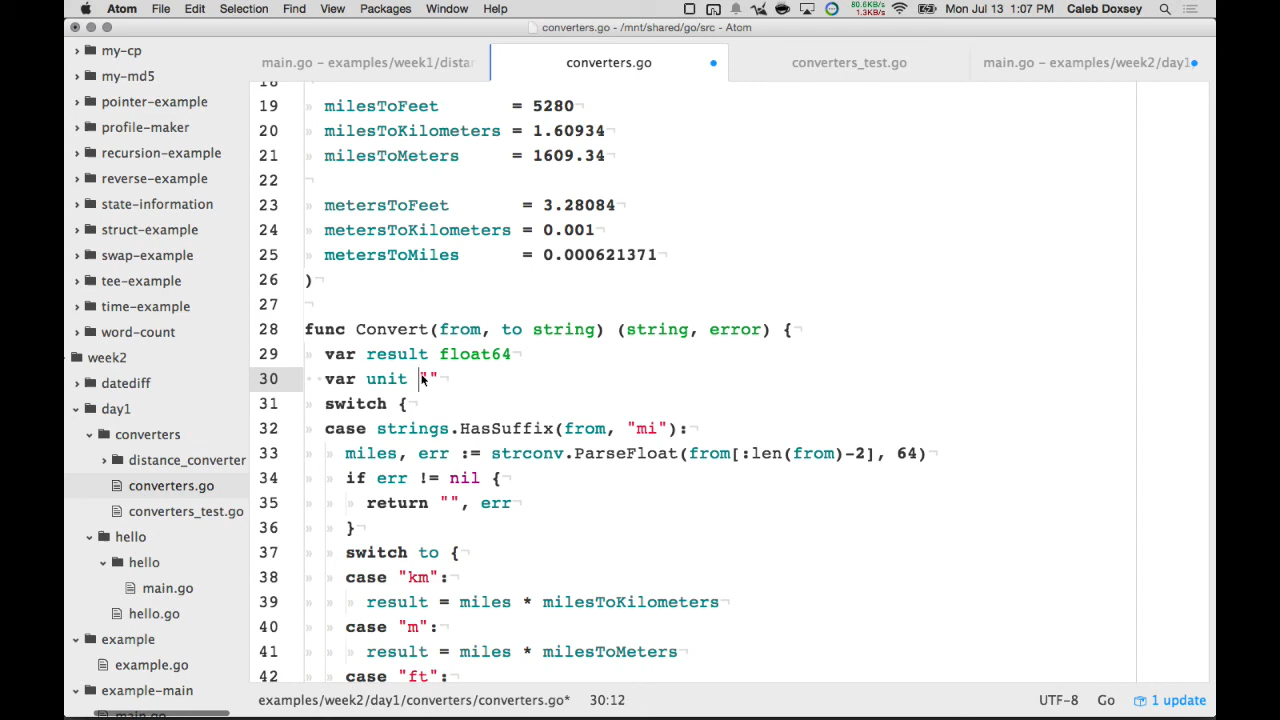 Atom File Edit Selection Find View Packages Window Help 80.6KB/s 1.3KB/s Mon Jul 13 1:07 PM Caleb Doxsey
converters.go - /mnt/shared/go/src - Atom
main.go – examples/week1/distar converters.go converters_test.go main.go – examples/week2/day1
my-cp
my-md5
pointer-example
profile-maker
recursion-example
reverse-example
state-information
struct-example
swap-example
tee-example
time-example
word-count
week2
datediff
day1
converters
distance_converter
converters.go
converters_test.go
hello
hello
main.go
hello.go
example
example.go
example-main
main.go
18
19 milesToFeet = 5280
20 milesToKilometers = 1.60934
21 milesToMeters = 1609.34
22
23 metersToFeet = 3.28084
24 metersToKilometers = 0.001
25 metersToMiles = 0.000621371
26 )
27
28 func Convert(from, to string) (string, error) {
29 var result float64
30 var unit ""
31 switch {
32 case strings.HasSuffix(from, "mi"):
33 miles, err := strconv.ParseFloat(from[:len(from)-2], 64)
34 if err != nil {
35 return "", err
36 }
37 switch to {
38 case "km":
39 result = miles * milesToKilometers
40 case "m":
41 result = miles * milesToMeters
42 case "ft":
examples/week2/day1/converters/converters.go* 30:12 UTF-8 Go 1 update